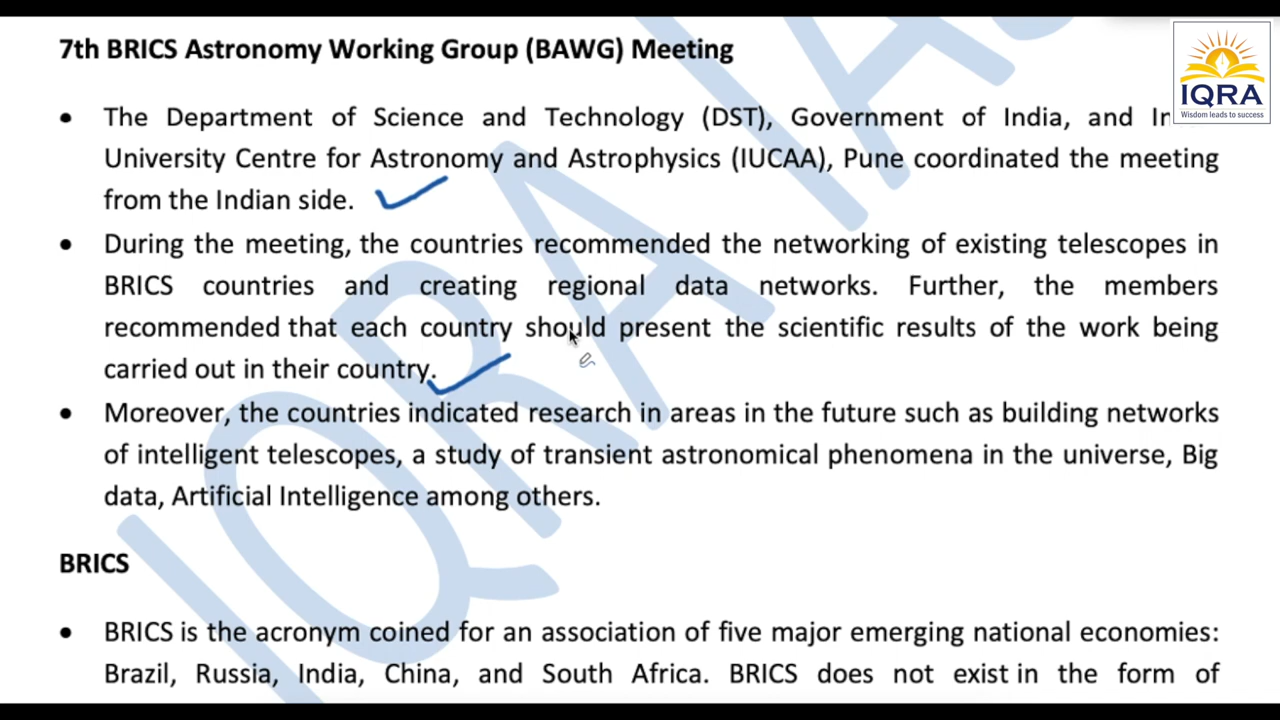 7th BRICS Astronomy Working Group (BAWG) Meeting
IQRA
Wisdom leads to success
• The Department of Science and Technology (DST), Government of India, and
University Centre for Astronomy and Astrophysics (IUCAA), Pune coordinated the meeting
from the Indian side.
• During the meeting, the countries recommended the networking of existing telescopes in
BRICS countries and creating regional data networks. Further, the members
recommended that each country should present the scientific results of the work being
carried out in their country.
• Moreover, the countries indicated research in areas in the future such as building networks
of intelligent telescopes, a study of transient astronomical phenomena in the universe, Big
data, Artificial Intelligence among others.
BRICS
• BRICS is the acronym coined for an association of five major emerging national economies:
Brazil, Russia, India, China, and South Africa. BRICS does not exist in the form of
IQRA IAS